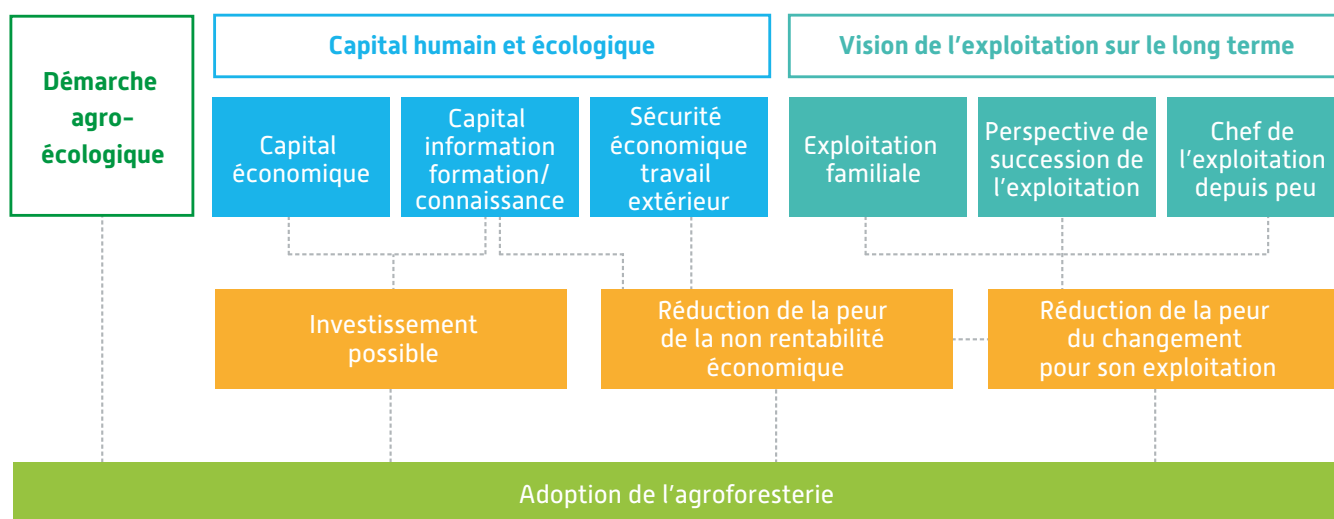 Démarche
agro-
écologique
Capital humain et écologique
Vision de l'exploitation sur le long terme
Capital
économique
Capital
information
formation/
connaissance
Sécurité
économique
travail
extérieur
Exploitation
familiale
Perspective de
succession de
l'exploitation
Chef de
l'exploitation
depuis peu
Investissement
possible
Réduction de la peur
de la non rentabilité
économique
Réduction de la peur
du changement
pour son exploitation
Adoption de l'agroforesterie